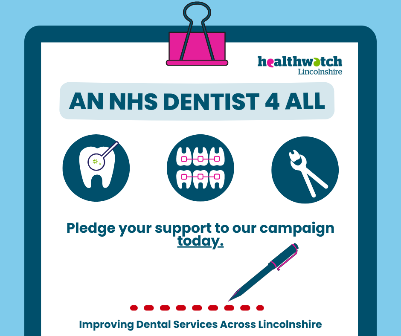 healthwatch
Lincolnshire
AN NHS DENTIST 4 ALL
Pledge your support to our campaign
today.
Improving Dental Services Across Lincolnshire